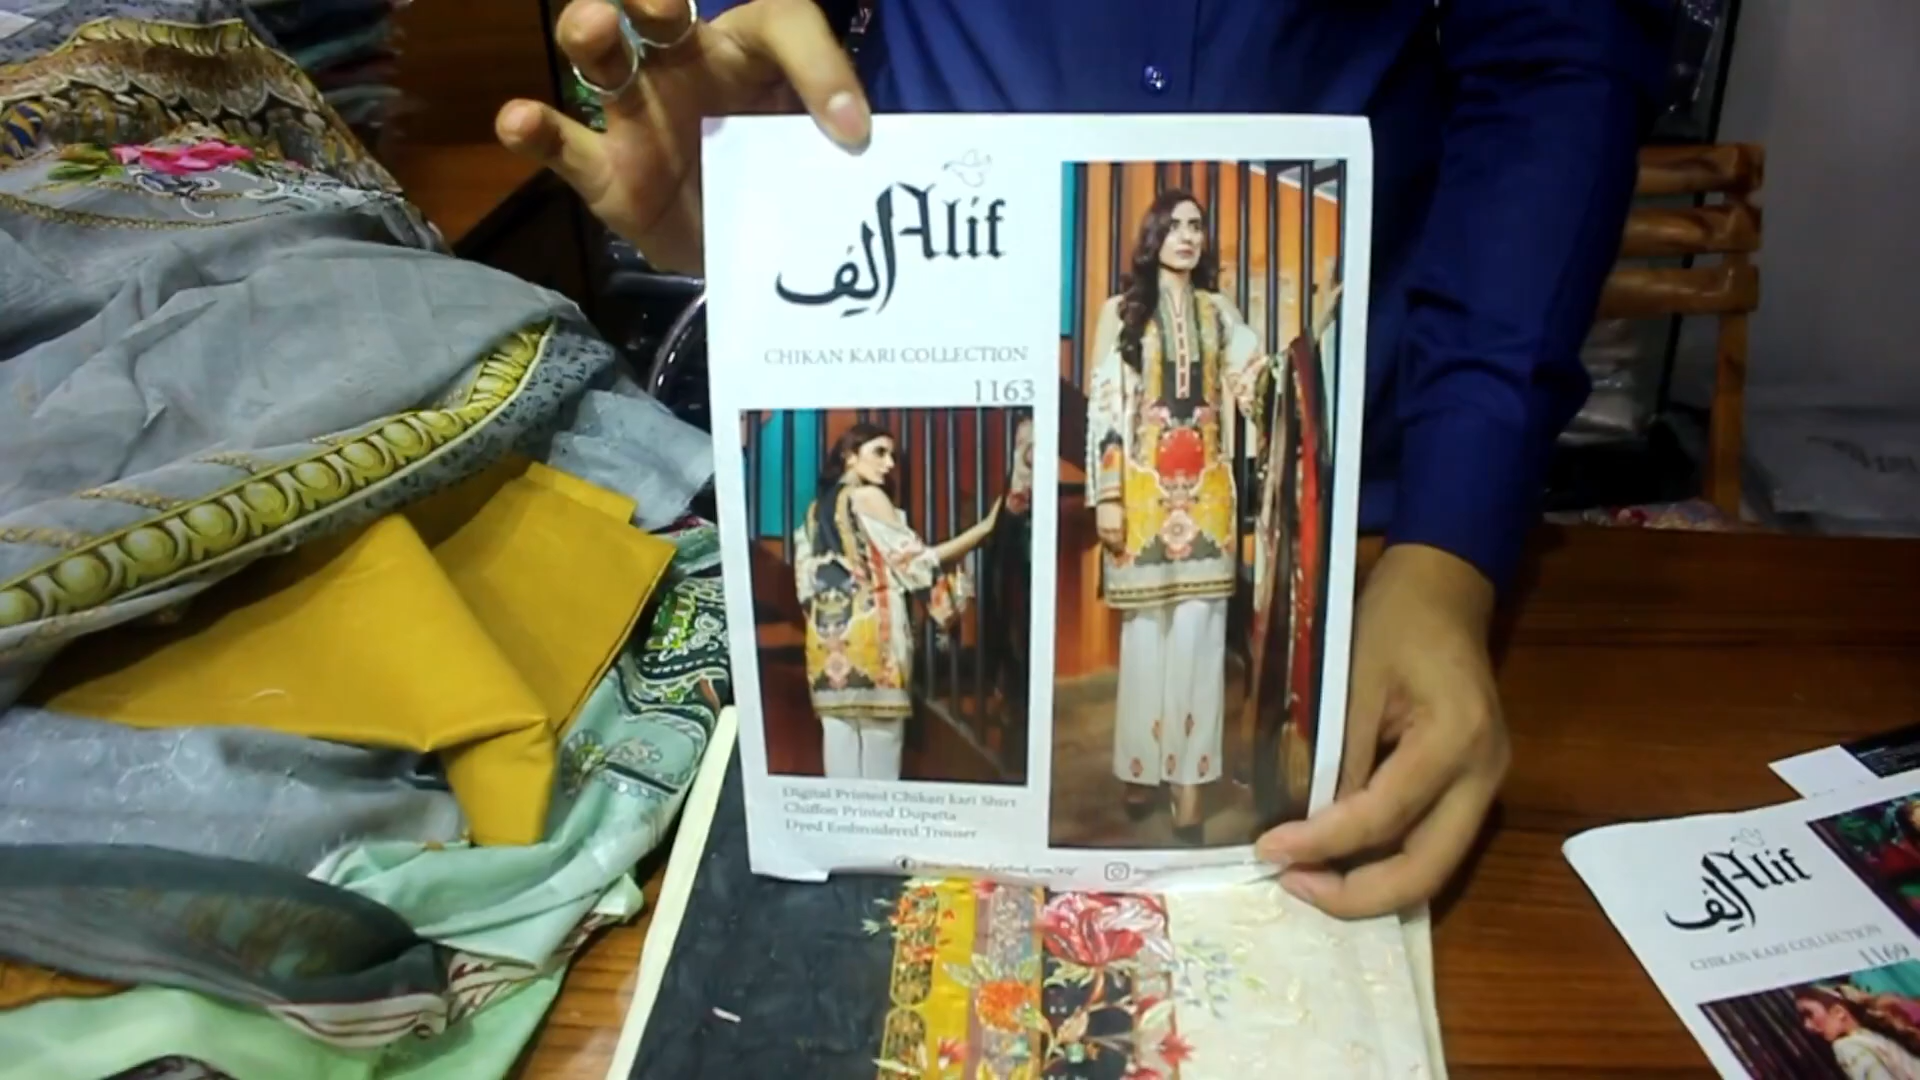 الف Alif
CHIKAN KARI COLLECTION
1163
Digital Printed Chikan kari Shirt
Chiffon Printed Dupatta
Dyed Embroidered Trouser
الف Alif
CHIKAN KARI COLLECTION
1169